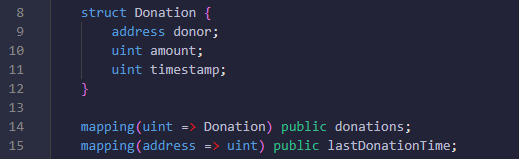 8 struct Donation {
9 address donor;
10 uint amount;
11 uint timestamp;
12 }
13
14 mapping(uint => Donation) public donations;
15 mapping(address => uint) public lastDonationTime;